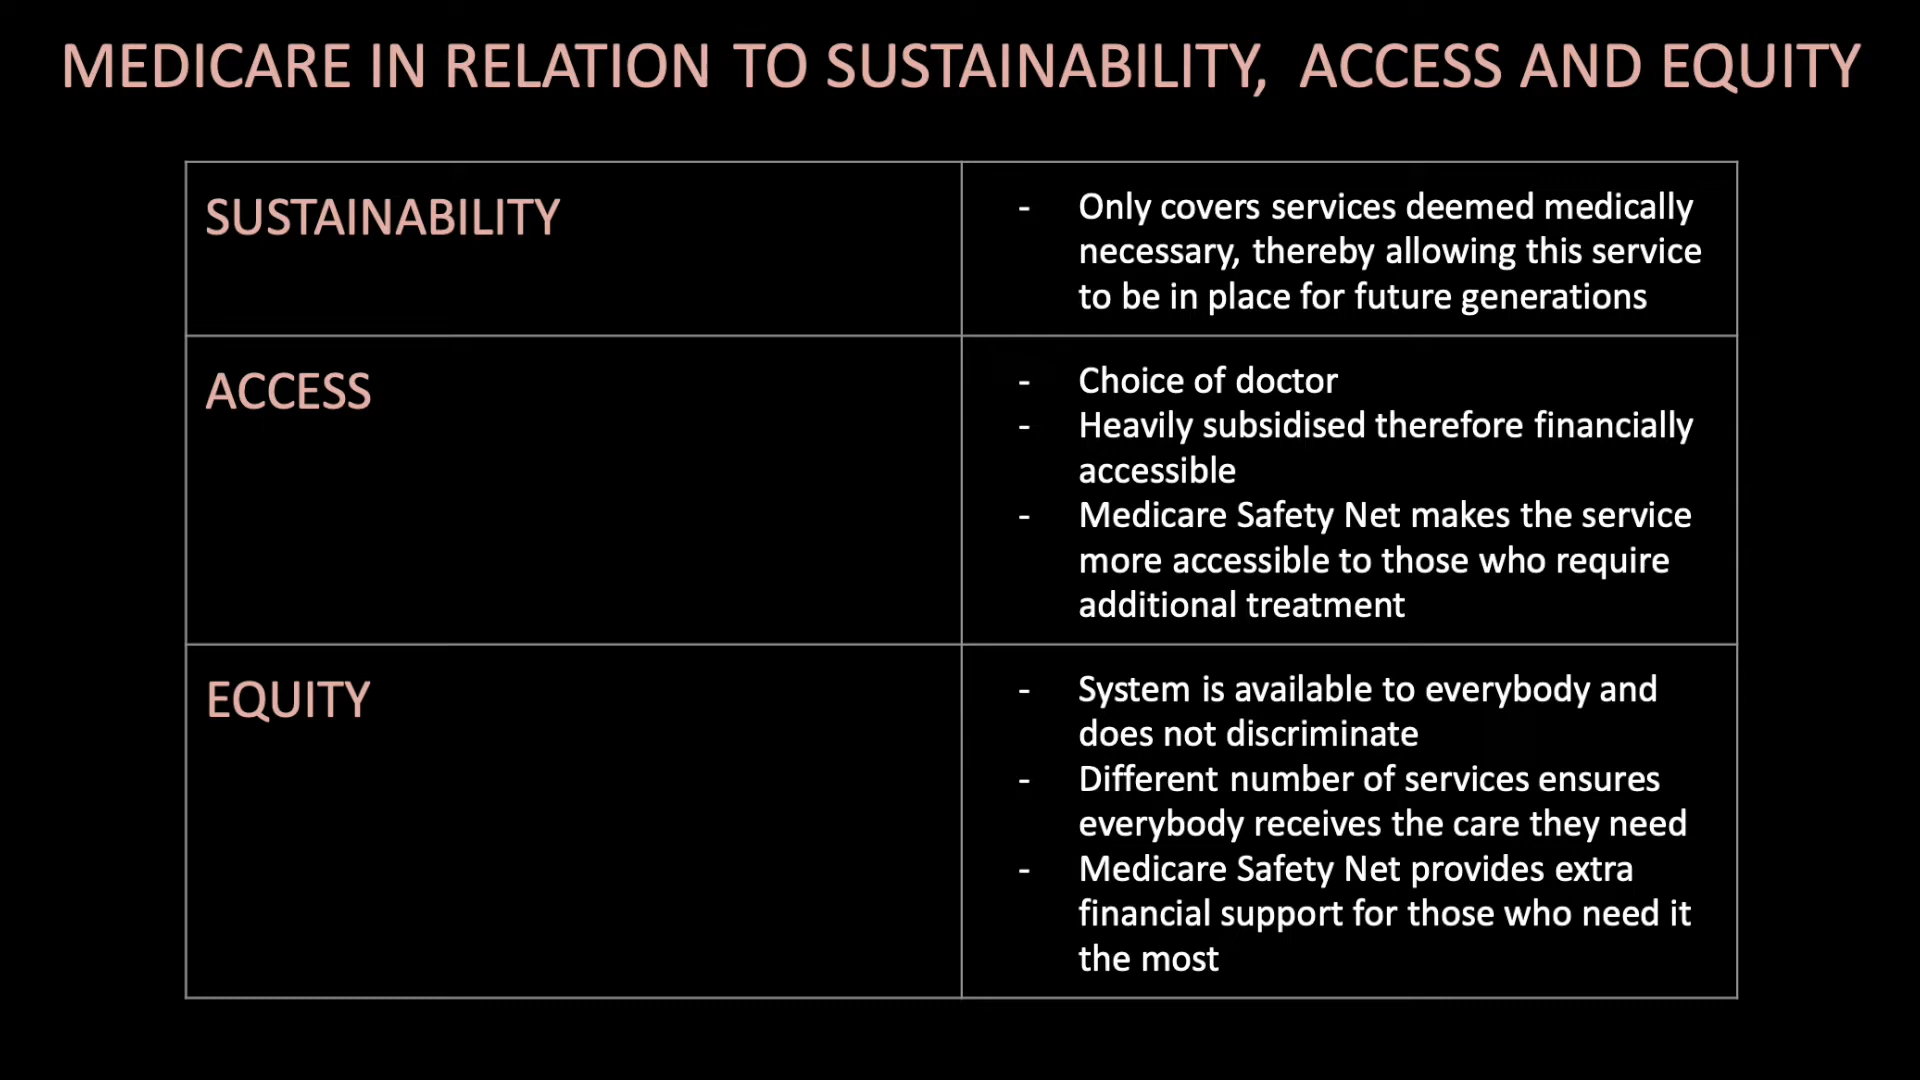 MEDICARE IN RELATION TO SUSTAINABILITY, ACCESS AND EQUITY
SUSTAINABILITY
- Only covers services deemed medically
necessary, thereby allowing this service
to be in place for future generations
ACCESS
- Choice of doctor
- Heavily subsidised therefore financially
accessible
- Medicare Safety Net makes the service
more accessible to those who require
additional treatment
EQUITY
- System is available to everybody and
does not discriminate
- Different number of services ensures
everybody receives the care they need
- Medicare Safety Net provides extra
financial support for those who need it
the most